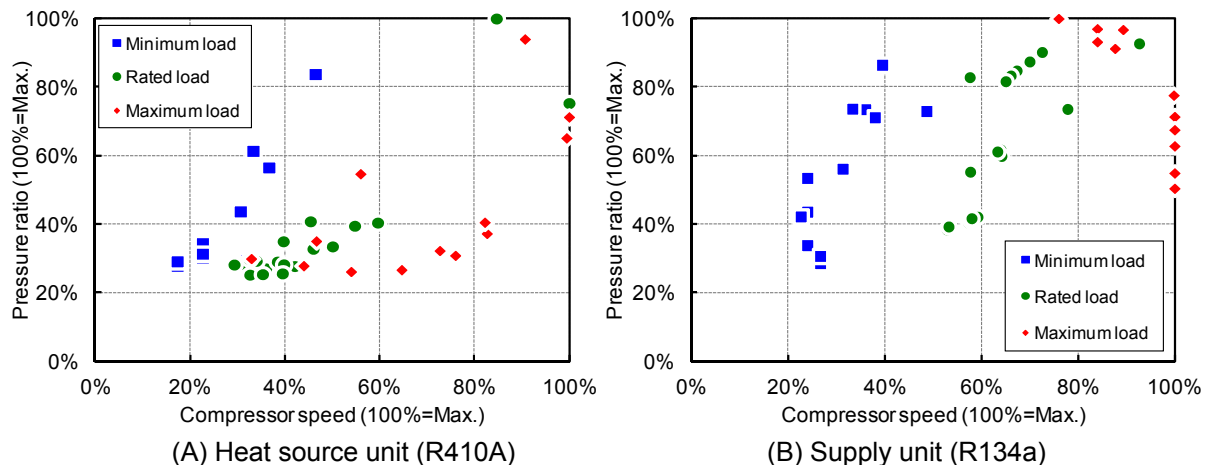 100%
80%
60%
40%
20%
0%
Pressure ratio (100%=Max.)
Minimum load
Rated load
Maximum load
0%
20%
40%
60%
80%
100%
Compressor speed (100%=Max.)
(A) Heat source unit (R410A)
100%
80%
60%
40%
20%
0%
Pressure ratio (100%=Max.)
Minimum load
Rated load
Maximum load
0%
20%
40%
60%
80%
100%
Compressor speed (100%=Max.)
(B) Supply unit (R134a)